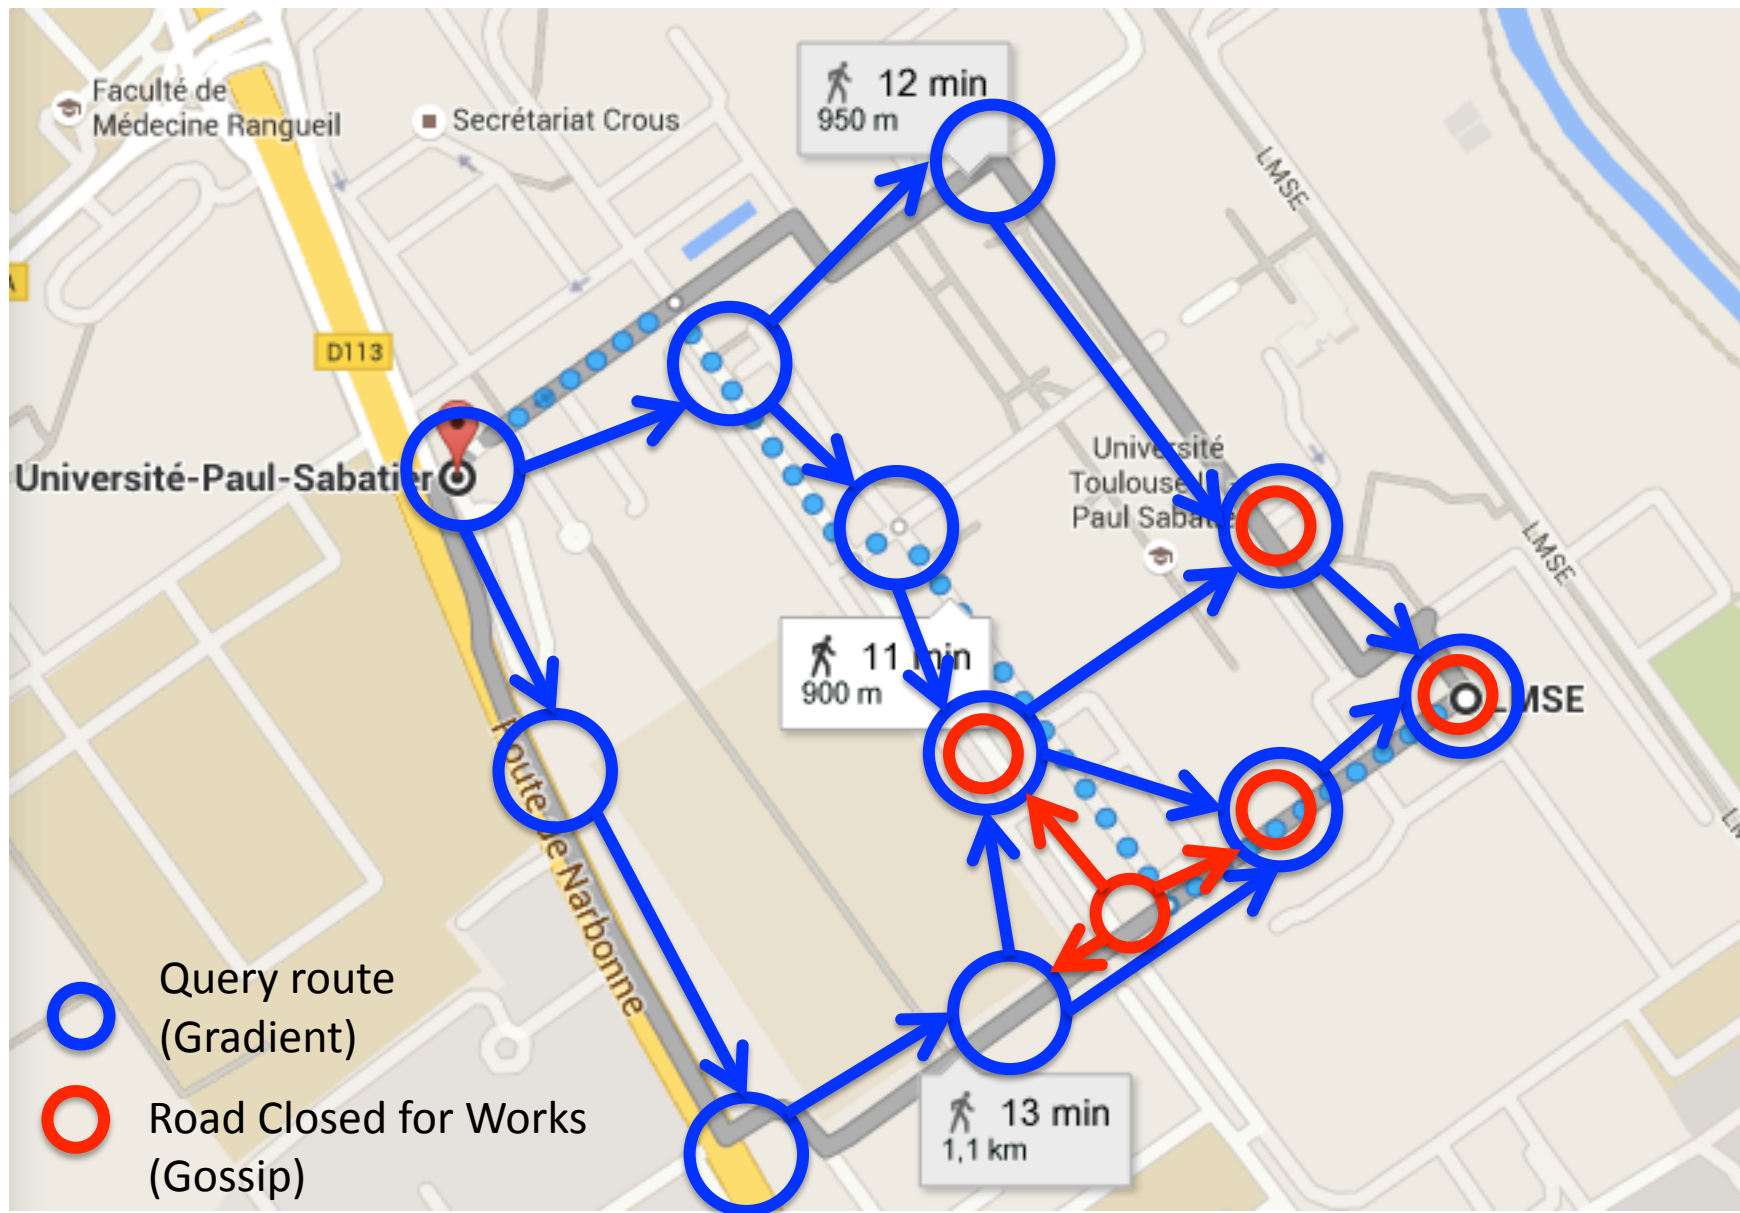 Faculté de
Médecine Rangueil
Secrétariat Crous
12 min
950 m
LMSE
D113
Université-Paul-Sabatier
Université
Toulouse
Paul
LMSE
11 min
900 m
LMSE
Route de Narbonne
13 min
1,1 km
Query route
(Gradient)
Road Closed for Works
(Gossip)